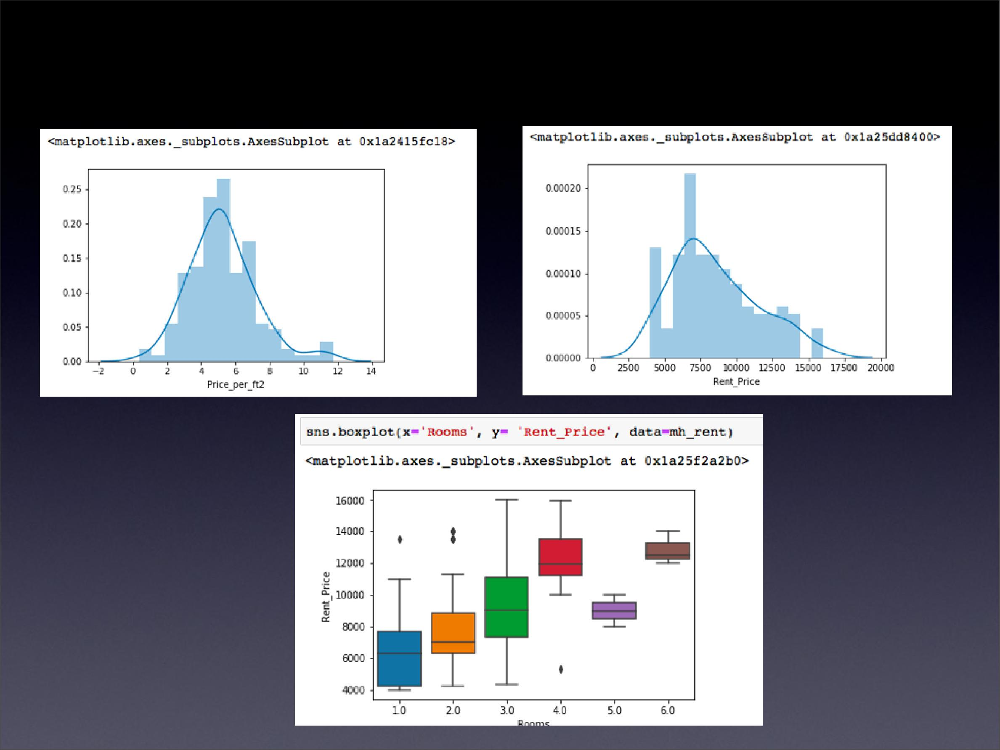 <matplotlib.axes._subplots.AxesSubplot at 0x1a2415fc18>
0.25
0.20
0.15
0.10
0.05
0.00
−2 0 2 4 6 8 10 12 14
Price_per_ft2
<matplotlib.axes._subplots.AxesSubplot at 0x1a25dd8400>
0.00020
0.00015
0.00010
0.00005
0.00000
0 2500 5000 7500 10000 12500 15000 17500 20000
Rent_Price
sns.boxplot(x='Rooms', y= 'Rent_Price', data=mh_rent)
<matplotlib.axes._subplots.AxesSubplot at 0x1a25f2a2b0>
16000
14000
12000
10000
8000
6000
4000
Rent_Price
1.0 2.0 3.0 4.0 5.0 6.0
Rooms